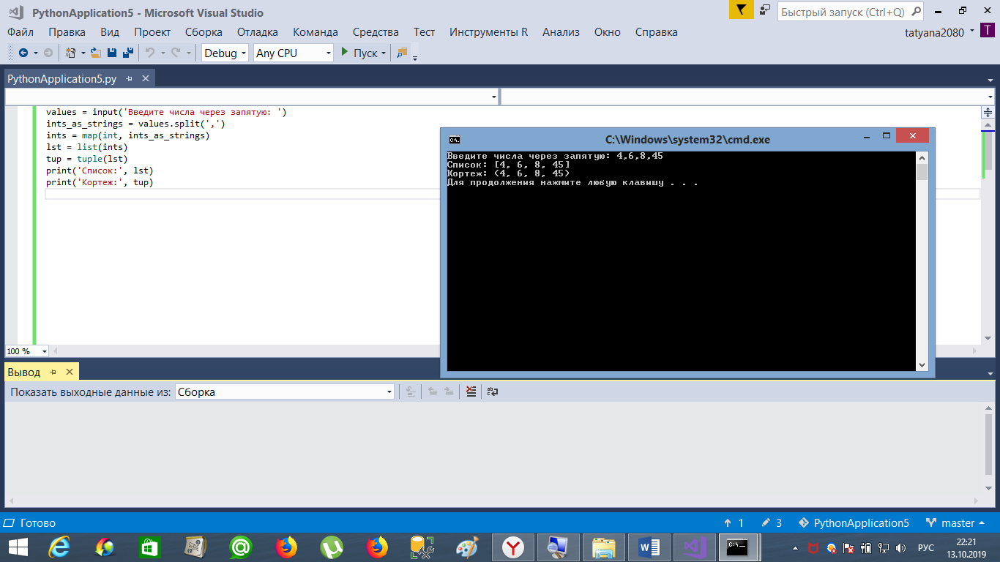 PythonApplication5 - Microsoft Visual Studio
Быстрый запуск (Ctrl+Q)
Файл Правка Вид Проект Сборка Отладка Команда Средства Тест Инструменты R Анализ Окно Справка
tatyana2080 T
Debug Any CPU Пуск
PythonApplication5.py
values = input('Введите числа через запятую: ')
ints_as_strings = values.split(',')
ints = map(int, ints_as_strings)
lst = list(ints)
tup = tuple(lst)
print('Список:', lst)
print('Кортеж:', tup)
C:\Windows\system32\cmd.exe
Введите числа через запятую: 4,6,8,45
Список: [4, 6, 8, 45]
Кортеж: (4, 6, 8, 45)
Для продолжения нажмите любую клавишу . . .
100 %
Вывод
Показать выходные данные из: Сборка
Готово
1 3 PythonApplication5 master
РУС
22:21
13.10.2019